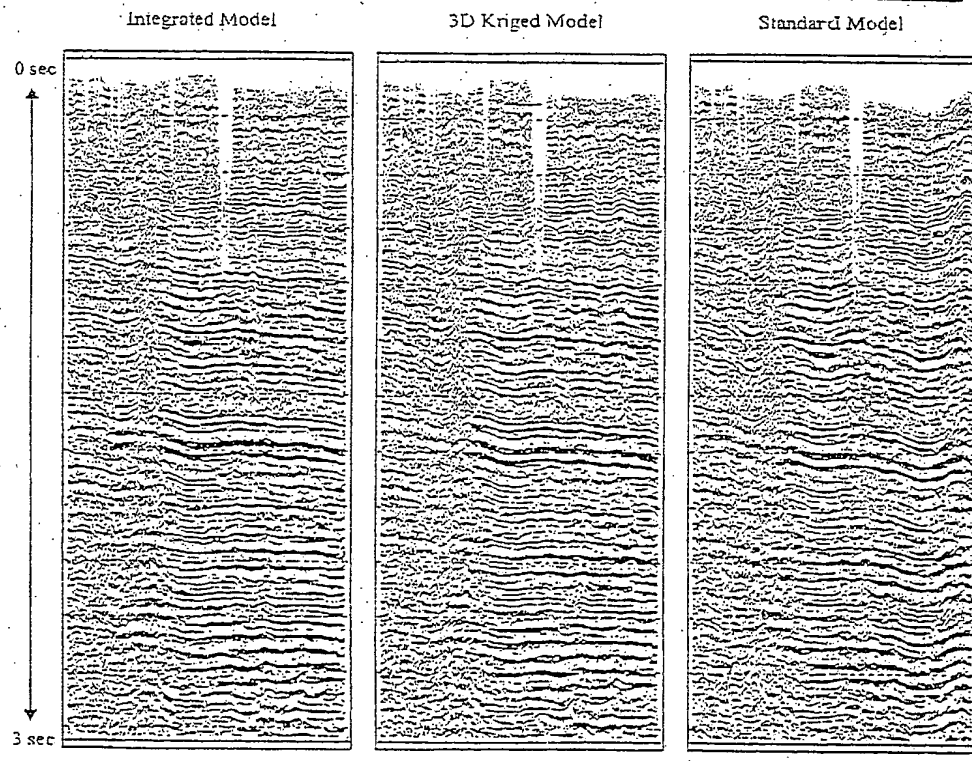 Integrated Model
3D Kriged Model
Standard Model
0 sec
3 sec